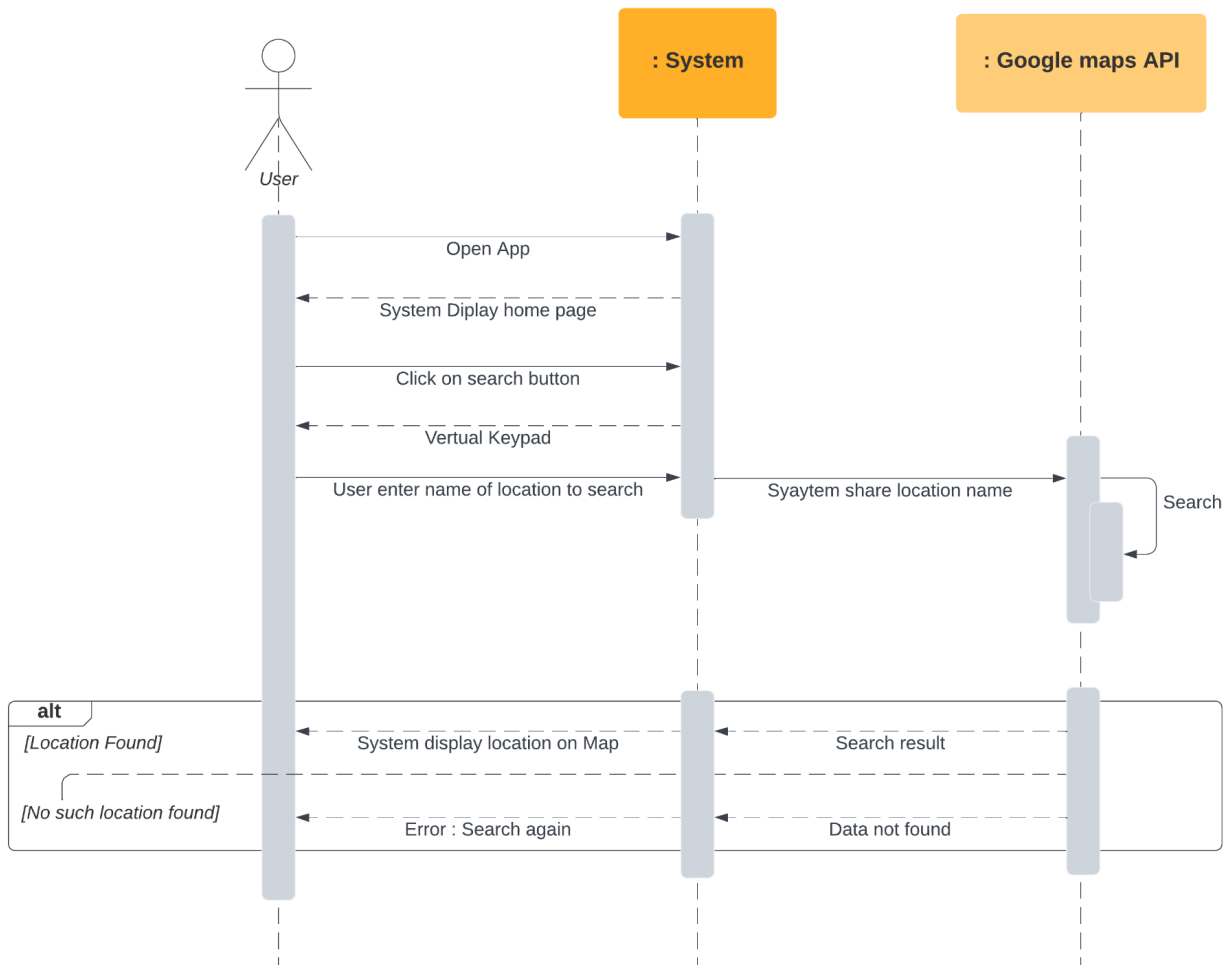 : System
: Google maps API
User
Open App
System Diplay home page
Click on search button
Vertual Keypad
User enter name of location to search
Syaytem share location name
Search
alt
[Location Found]
System display location on Map
Search result
[No such location found]
Error : Search again
Data not found